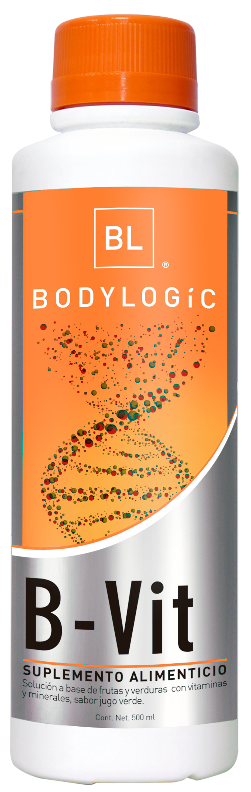 BL
®
BODYLOGíC
B-Vit
SUPLEMENTO ALIMENTICIO
Solución a base de frutas y verduras con vitaminas
y minerales, sabor jugo verde.
Cont. Net. 500 ml